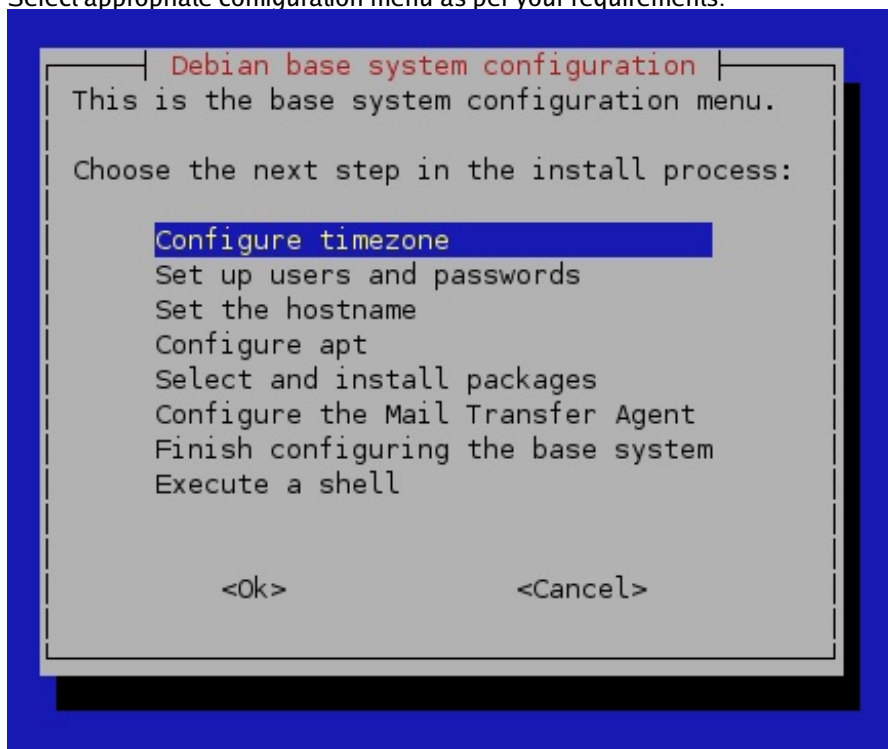 Select appropriate configuration menu as per your requirements.
Debian base system configuration
This is the base system configuration menu.
Choose the next step in the install process:
Configure timezone
Set up users and passwords
Set the hostname
Configure apt
Select and install packages
Configure the Mail Transfer Agent
Finish configuring the base system
Execute a shell
<Ok> <Cancel>